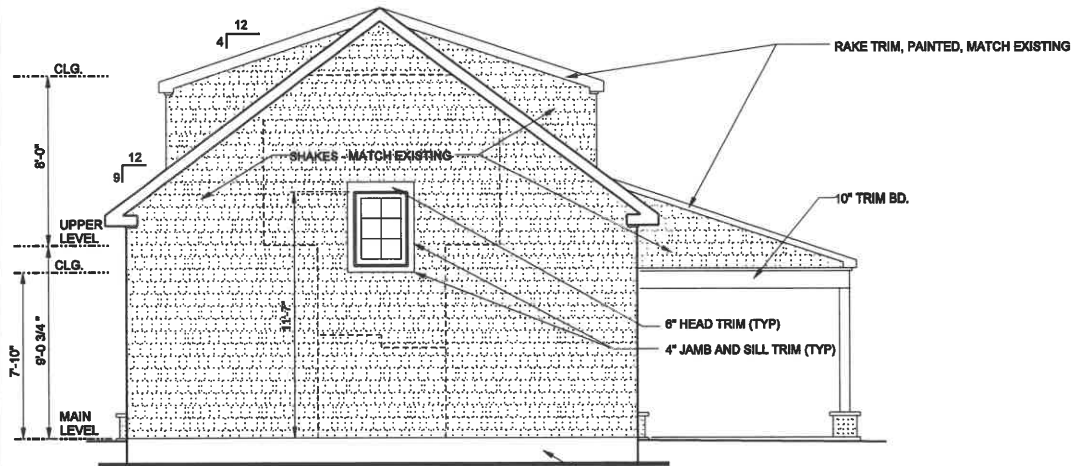 12
4
RAKE TRIM, PAINTED, MATCH EXISTING
CLG.
8'-0"
SHAKES - MATCH EXISTING
12
9
10" TRIM BD.
UPPER
LEVEL
CLG.
11'-7"
6" HEAD TRIM (TYP)
4" JAMB AND SILL TRIM (TYP)
9'-0 3/4"
7'-10"
MAIN
LEVEL